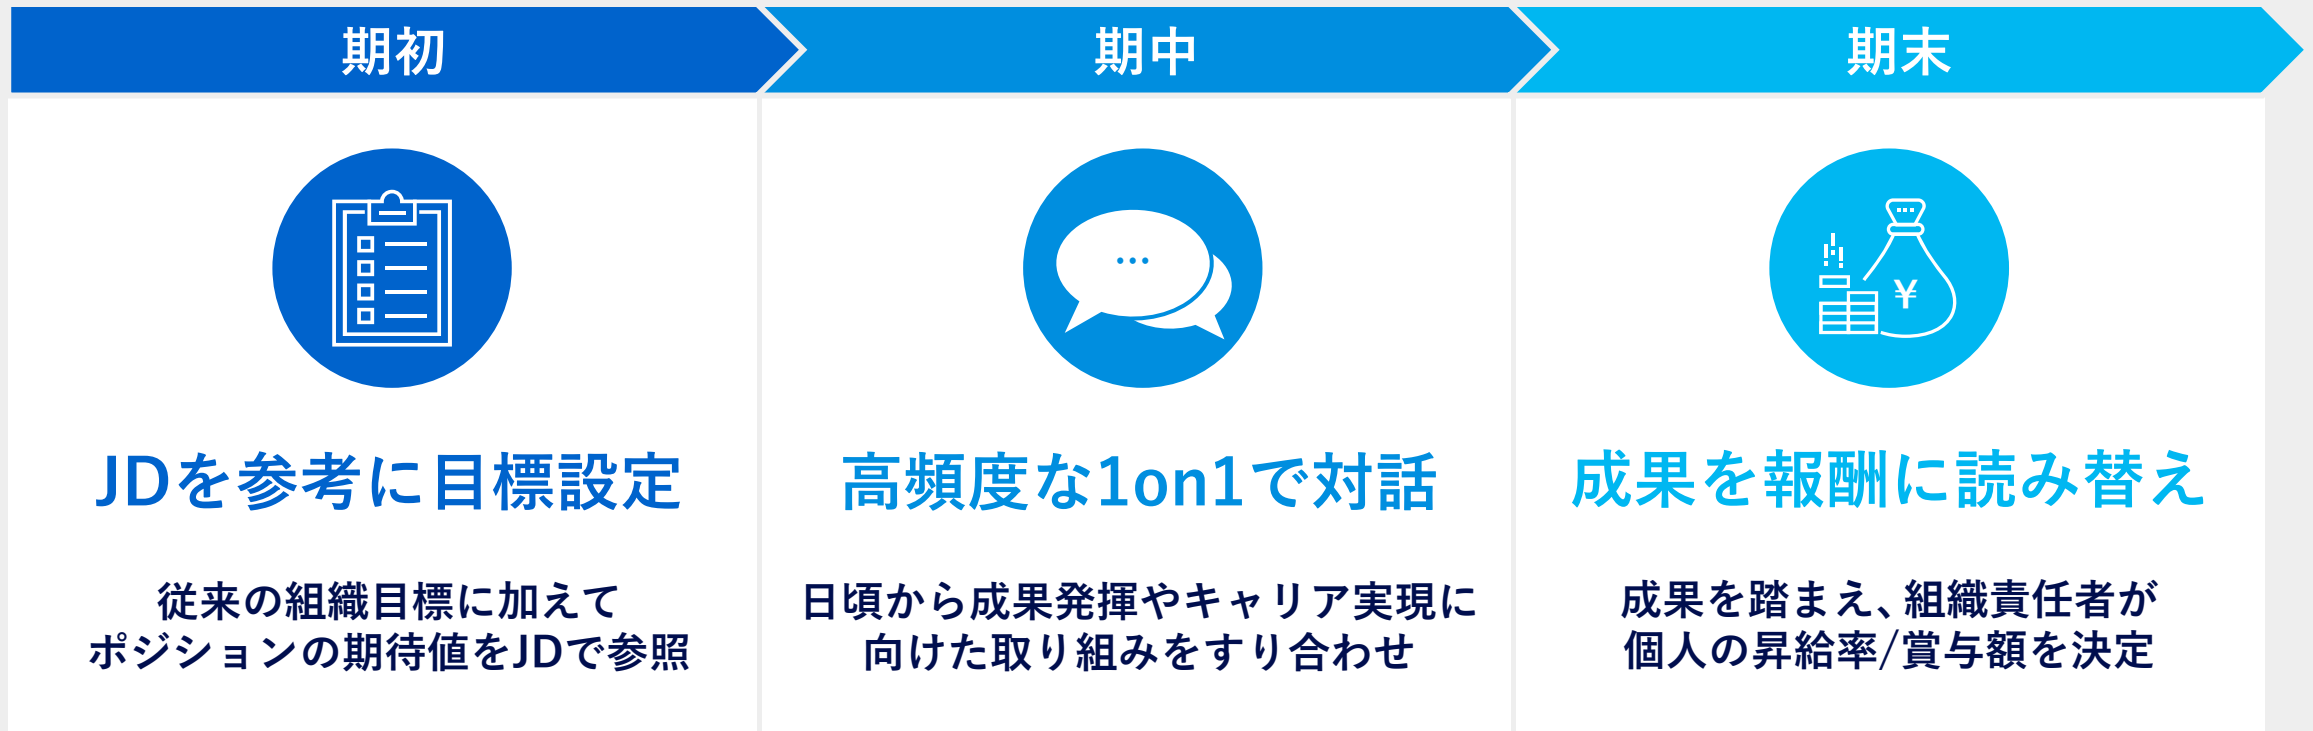 期初
期中
期末
JDを参考に目標設定
従来の組織目標に加えて
ポジションの期待値をJDで参照
…
高頻度な1on1で対話
日頃から成果発揮やキャリア実現に
向けた取り組みをすり合わせ
¥
成果を報酬に読み替え
成果を踏まえ、組織責任者が
個人の昇給率/賞与額を決定